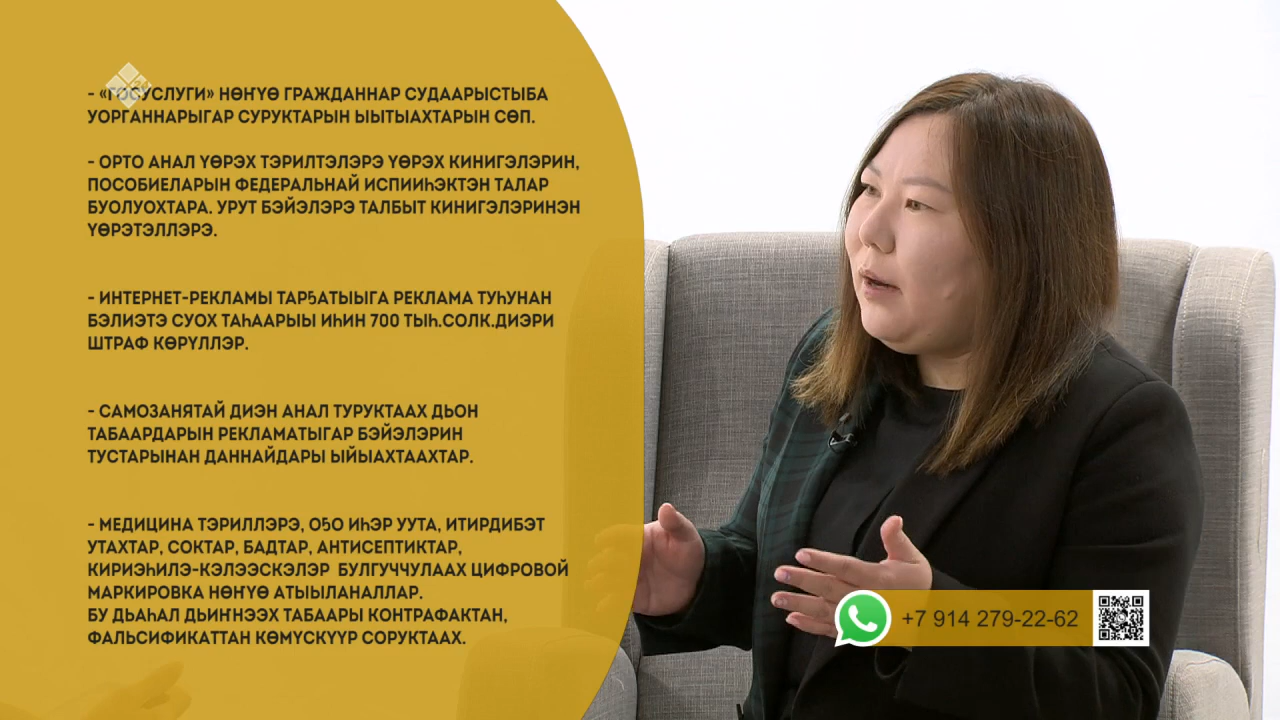 - «ГОСУСЛУГИ» НӨҤҮӨ ГРАЖДАННАР СУДААРЫСТЫБА
УОРГАННАРЫГАР СУРУКТАРЫН ЫЫТЫАХТАРЫН СӨП.
- ОРТО АНАЛ ҮӨРЭХ ТЭРИЛТЭЛЭРЭ ҮӨРЭХ КИНИГЭЛЭРИН,
ПОСОБИЕЛАРЫН ФЕДЕРАЛЬНАЙ ИСПИИҺЭКТЭН ТАЛАР
БУОЛУОХТАРА. УРУТ БЭЙЭЛЭРЭ ТАЛБЫТ КИНИГЭЛЭРИНЭН
ҮӨРЭТЭЛЛЭРЭ.
- ИНТЕРНЕТ-РЕКЛАМЫ ТАРҔАТЫЫГА РЕКЛАМА ТУҺУНАН
БЭЛИЭТЭ СУОХ ТАҺААРЫЫ ИҺИН 700 ТЫҺ.СОЛК.ДИЭРИ
ШТРАФ КӨРҮЛЛЭР.
- САМОЗАНЯТАЙ ДИЭН АНАЛ ТУРУКТААХ ДЬОН
ТАБААРДАРЫН РЕКЛАМАТЫГАР БЭЙЭЛЭРИН
ТУСТАРЫНАН ДАННАЙДАРЫ ЫЙЫАХТААХТАР.
- МЕДИЦИНА ТЭРИЛЛЭРЭ, ОҔО ИҺЭР УУТА, ИТИРДИБЭТ
УТАХТАР, СОКТАР, БАДТАР, АНТИСЕПТИКТАР,
КИРИЭҺИЛЭ-КЭЛЭЭСКЭЛЭР БУЛГУЧЧУЛААХ ЦИФРОВОЙ
МАРКИРОВКА НӨҤҮӨ АТЫЫЛАНАЛЛАР.
БУ ДЬАҺАЛ ДЬИҤНЭЭХ ТАБААРЫ КОНТРАФАКТАН,
ФАЛЬСИФИКАТТАН КӨМҮСКҮҮР СОРУКТААХ.
+7 914 279-22-62